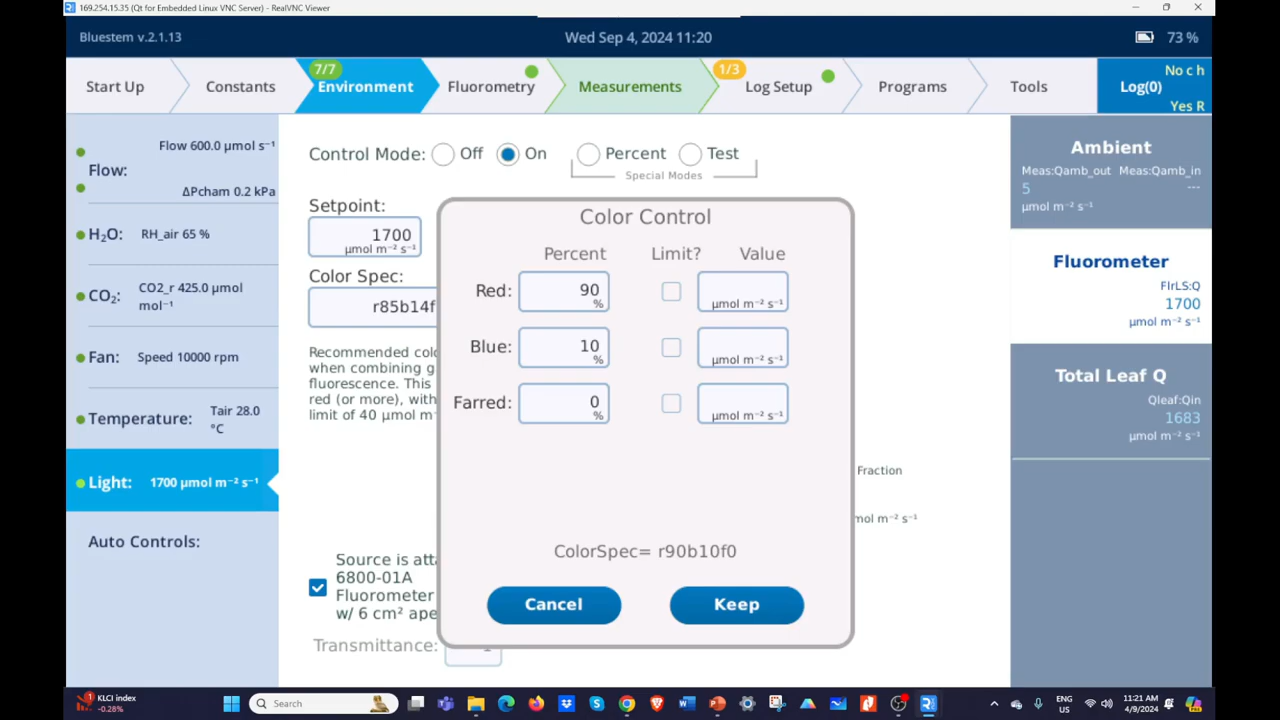 169.254.15.35 (Qt for Embedded Linux VNC Server) - RealVNC Viewer
Bluestem v.2.1.13
Wed Sep 4, 2024 11:20
73 %
Start Up
Constants
7/7
Environment
Fluorometry
Measurements
1/3
Log Setup
Programs
Tools
No c h
Log(0)
Yes R
Flow 600.0 µmol s⁻¹
Flow:
ΔPcham 0.2 kPa
H₂O: RH_air 65 %
CO₂: CO2_r 425.0 µmol
mol⁻¹
Fan: Speed 10000 rpm
Temperature: Tair 28.0
°C
Light: 1700 µmol m⁻² s⁻¹
Auto Controls:
Control Mode: Off On Percent Test
Special Modes
Setpoint:
1700
µmol m⁻² s⁻¹
Color Spec:
r85b14f
Recommended colo
when combining g
fluorescence. This
red (or more), with
limit of 40 µmol m⁻
Fraction
mol m⁻² s⁻¹
Source is atta
6800-01A
Fluorometer
w/ 6 cm² ape
Transmittance:
Color Control
Percent Limit? Value
Red: 90
% µmol m⁻² s⁻¹
Blue: 10
% µmol m⁻² s⁻¹
Farred: 0
% µmol m⁻² s⁻¹
ColorSpec= r90b10f0
Cancel Keep
Ambient
Meas:Qamb_out Meas:Qamb_in
5 ---
µmol m⁻² s⁻¹
Fluorometer
FlrLS:Q
1700
µmol m⁻² s⁻¹
Total Leaf Q
Qleaf:Qin
1683
µmol m⁻² s⁻¹
1
KLCI index
-0.28%
Search
ENG
US
11:21 AM
4/9/2024